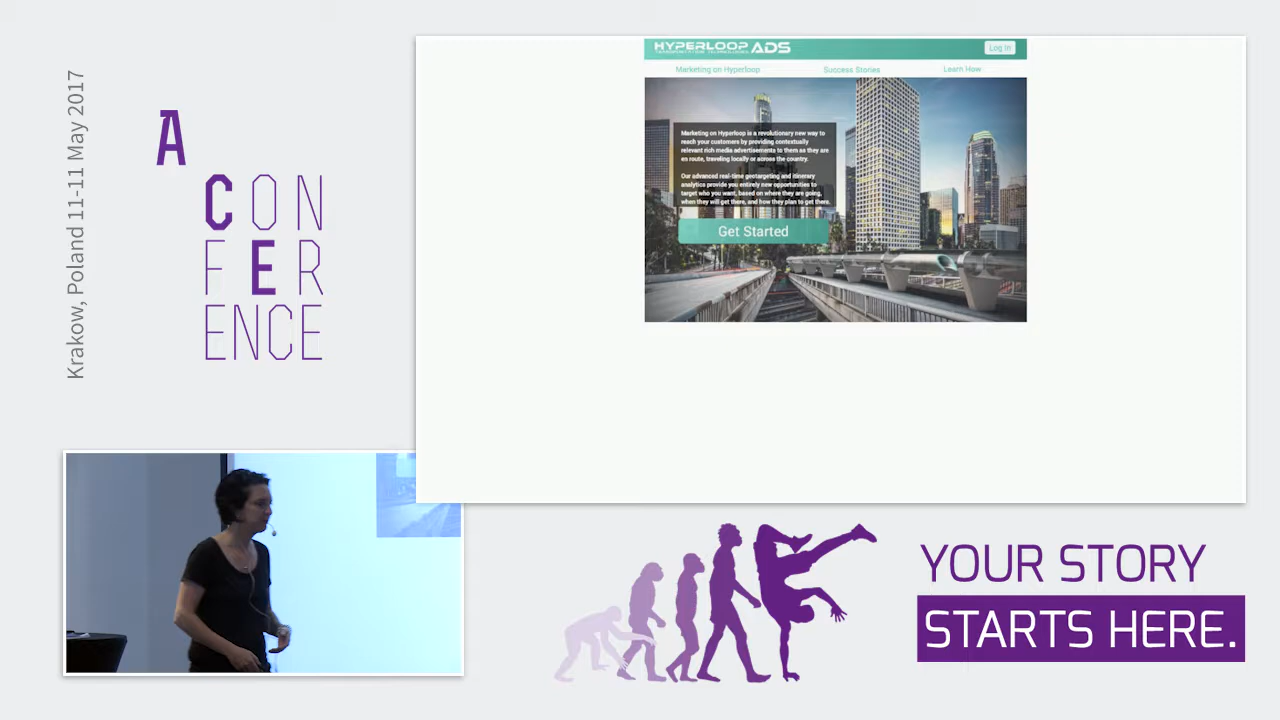 Krakow, Poland 11-11 May 2017
A
CON
FER
ENCE
HYPERLOOP ADS
TRANSPORTATION TECHNOLOGIES
Log in
Marketing on Hyperloop
Success Stories
Learn How
Marketing on Hyperloop is a revolutionary new way to
reach your customers by providing contextually
relevant rich media advertisements to them as they are
en route, traveling locally or across the country.
Our advanced real-time geotargeting and itinerary
analytics provide you entirely new opportunities to
target who you want, based on where they are going,
when they will get there, and how they plan to get there.
Get Started
YOUR STORY
STARTS HERE.